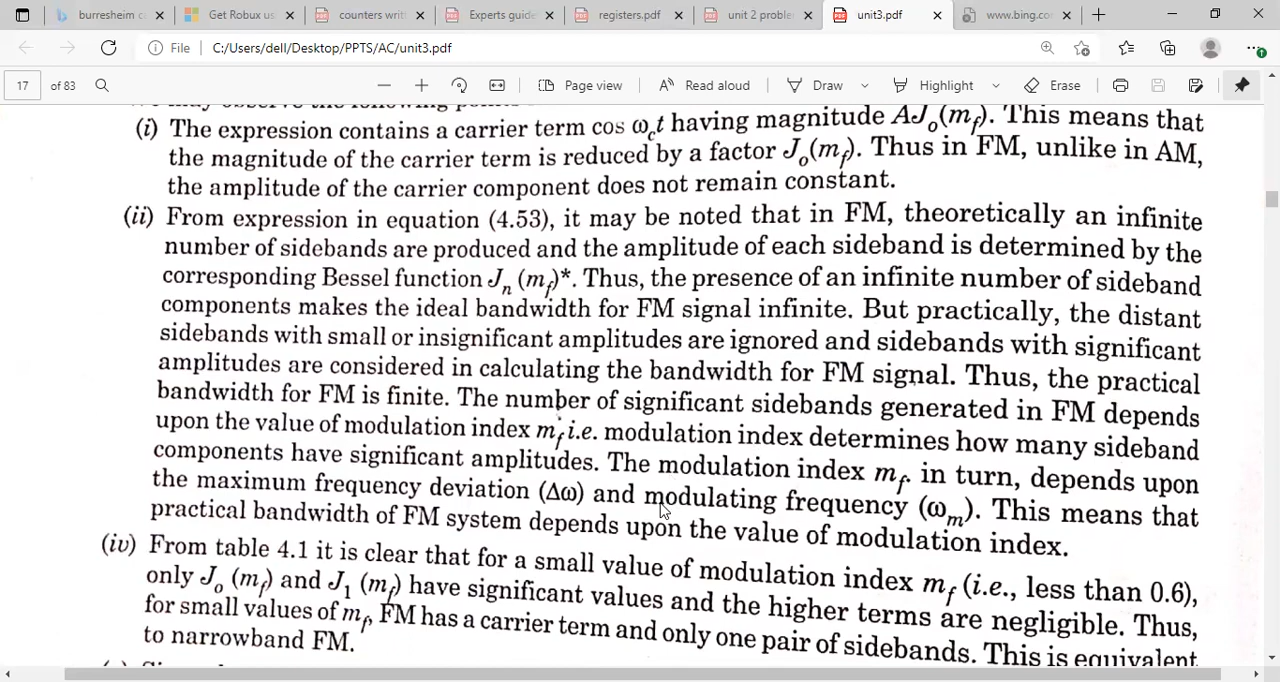 burresheim c
Get Robux us
counters writ
Experts guide
registers.pdf
unit 2 proble
unit3.pdf
www.bing.co
File C:/Users/dell/Desktop/PPTS/AC/unit3.pdf
17 of 83 Page view Read aloud Draw Highlight Erase
(i) The expression contains a carrier term cos ω_c t having magnitude AJ_o(m_f). This means that
the magnitude of the carrier term is reduced by a factor J_o(m_f). Thus in FM, unlike in AM,
the amplitude of the carrier component does not remain constant.
(ii) From expression in equation (4.53), it may be noted that in FM, theoretically an infinite
number of sidebands are produced and the amplitude of each sideband is determined by the
corresponding Bessel function J_n (m_f)*. Thus, the presence of an infinite number of sideband
components makes the ideal bandwidth for FM signal infinite. But practically, the distant
sidebands with small or insignificant amplitudes are ignored and sidebands with significant
amplitudes are considered in calculating the bandwidth for FM signal. Thus, the practical
bandwidth for FM is finite. The number of significant sidebands generated in FM depends
upon the value of modulation index m_f i.e. modulation index determines how many sideband
components have significant amplitudes. The modulation index m_f, in turn, depends upon
the maximum frequency deviation (Δω) and modulating frequency (ω_m). This means that
practical bandwidth of FM system depends upon the value of modulation index.
(iv) From table 4.1 it is clear that for a small value of modulation index m_f (i.e., less than 0.6),
only J_o (m_f) and J_1 (m_f) have significant values and the higher terms are negligible. Thus,
for small values of m_f, FM has a carrier term and only one pair of sidebands. This is equivalent
to narrowband FM.